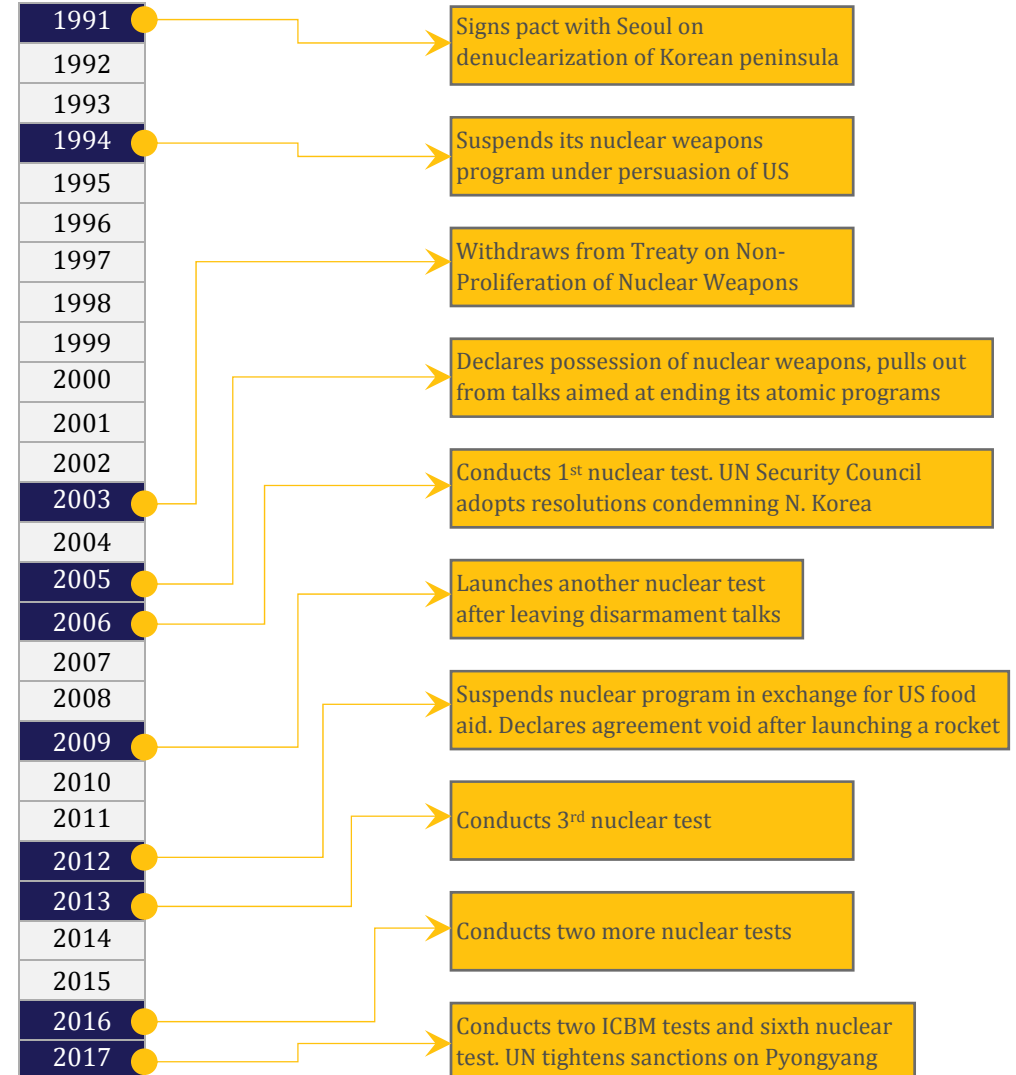 1991
1992
1993
1994
1995
1996
1997
1998
1999
2000
2001
2002
2003
2004
2005
2006
2007
2008
2009
2010
2011
2012
2013
2014
2015
2016
2017
Signs pact with Seoul on
denuclearization of Korean peninsula
Suspends its nuclear weapons
program under persuasion of US
Withdraws from Treaty on Non-
Proliferation of Nuclear Weapons
Declares possession of nuclear weapons, pulls out
from talks aimed at ending its atomic programs
Conducts 1st nuclear test. UN Security Council
adopts resolutions condemning N. Korea
Launches another nuclear test
after leaving disarmament talks
Suspends nuclear program in exchange for US food
aid. Declares agreement void after launching a rocket
Conducts 3rd nuclear test
Conducts two more nuclear tests
Conducts two ICBM tests and sixth nuclear
test. UN tightens sanctions on Pyongyang